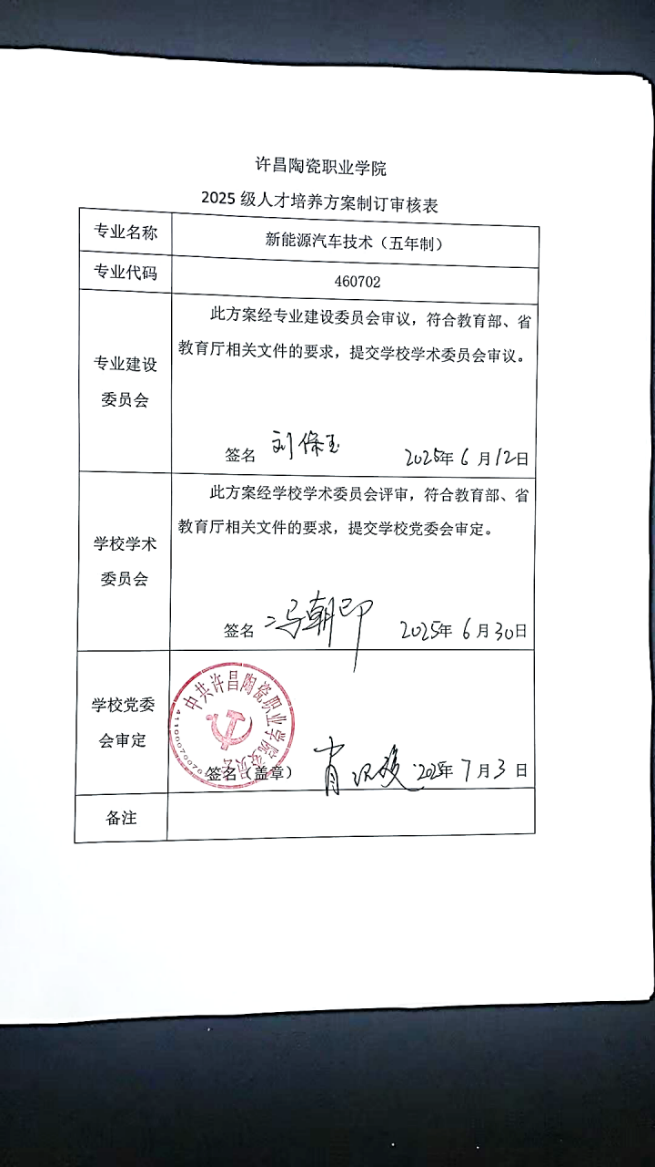 许昌陶瓷职业学院
2025 级人才培养方案制订审核表
专业名称
新能源汽车技术（五年制）
专业代码
460702
专业建设
委员会
此方案经专业建设委员会审议，符合教育部、省
教育厅相关文件的要求，提交学校学术委员会审议。
签名 刘保玉 2025年 6 月 12 日
学校学术
委员会
此方案经学校学术委员会评审，符合教育部、省
教育厅相关文件的要求，提交学校党委会审定。
签名 冯朝印 2025年 6 月 30 日
学校党委
会审定
中共许昌陶瓷职业学院委员会
签名（盖章） 2025年 7 月 3 日
备注